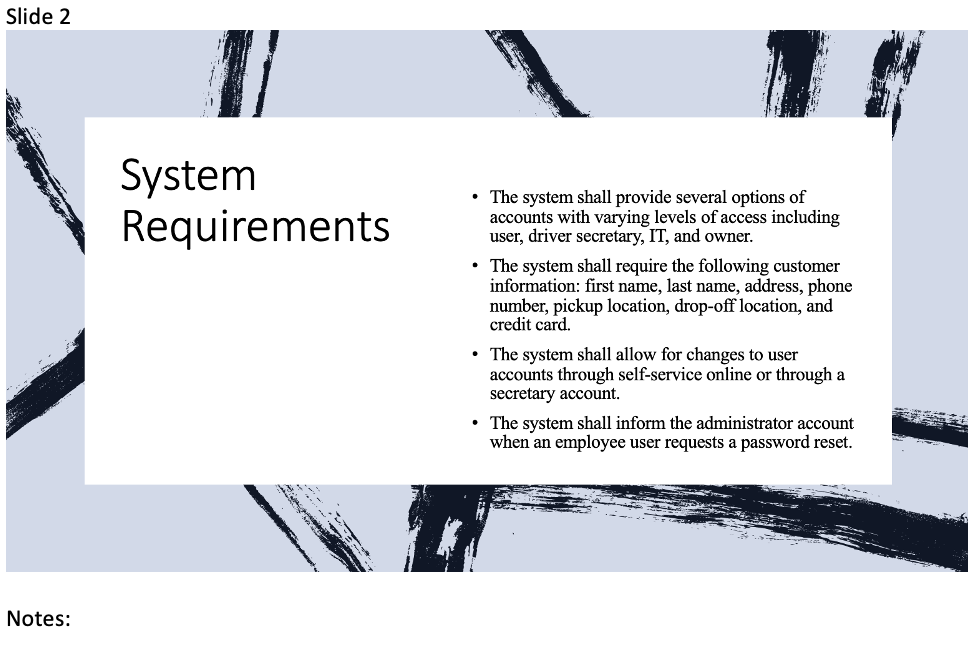 Slide 2
System
Requirements
• The system shall provide several options of
accounts with varying levels of access including
user, driver secretary, IT, and owner.
• The system shall require the following customer
information: first name, last name, address, phone
number, pickup location, drop-off location, and
credit card.
• The system shall allow for changes to user
accounts through self-service online or through a
secretary account.
• The system shall inform the administrator account
when an employee user requests a password reset.
Notes: